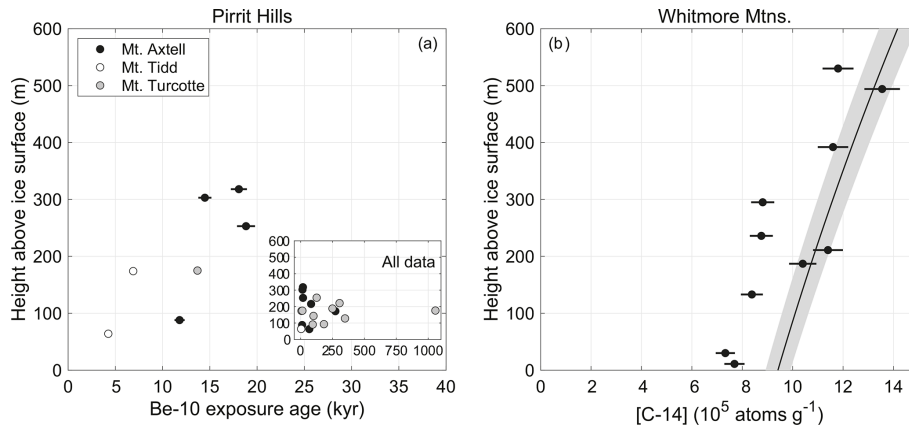 Pirrit Hills
(a)
Mt. Axtell
Mt. Tidd
Mt. Turcotte
Height above ice surface (m)
600
500
400
300
200
100
0
0 5 10 15 20 25 30 35 40
Be-10 exposure age (kyr)
All data
600
500
400
300
200
100
0
0 250 500 750 1000
Whitmore Mtns.
(b)
Height above ice surface (m)
600
500
400
300
200
100
0
0 2 4 6 8 10 12 14
[C-14] (10⁵ atoms g⁻¹)